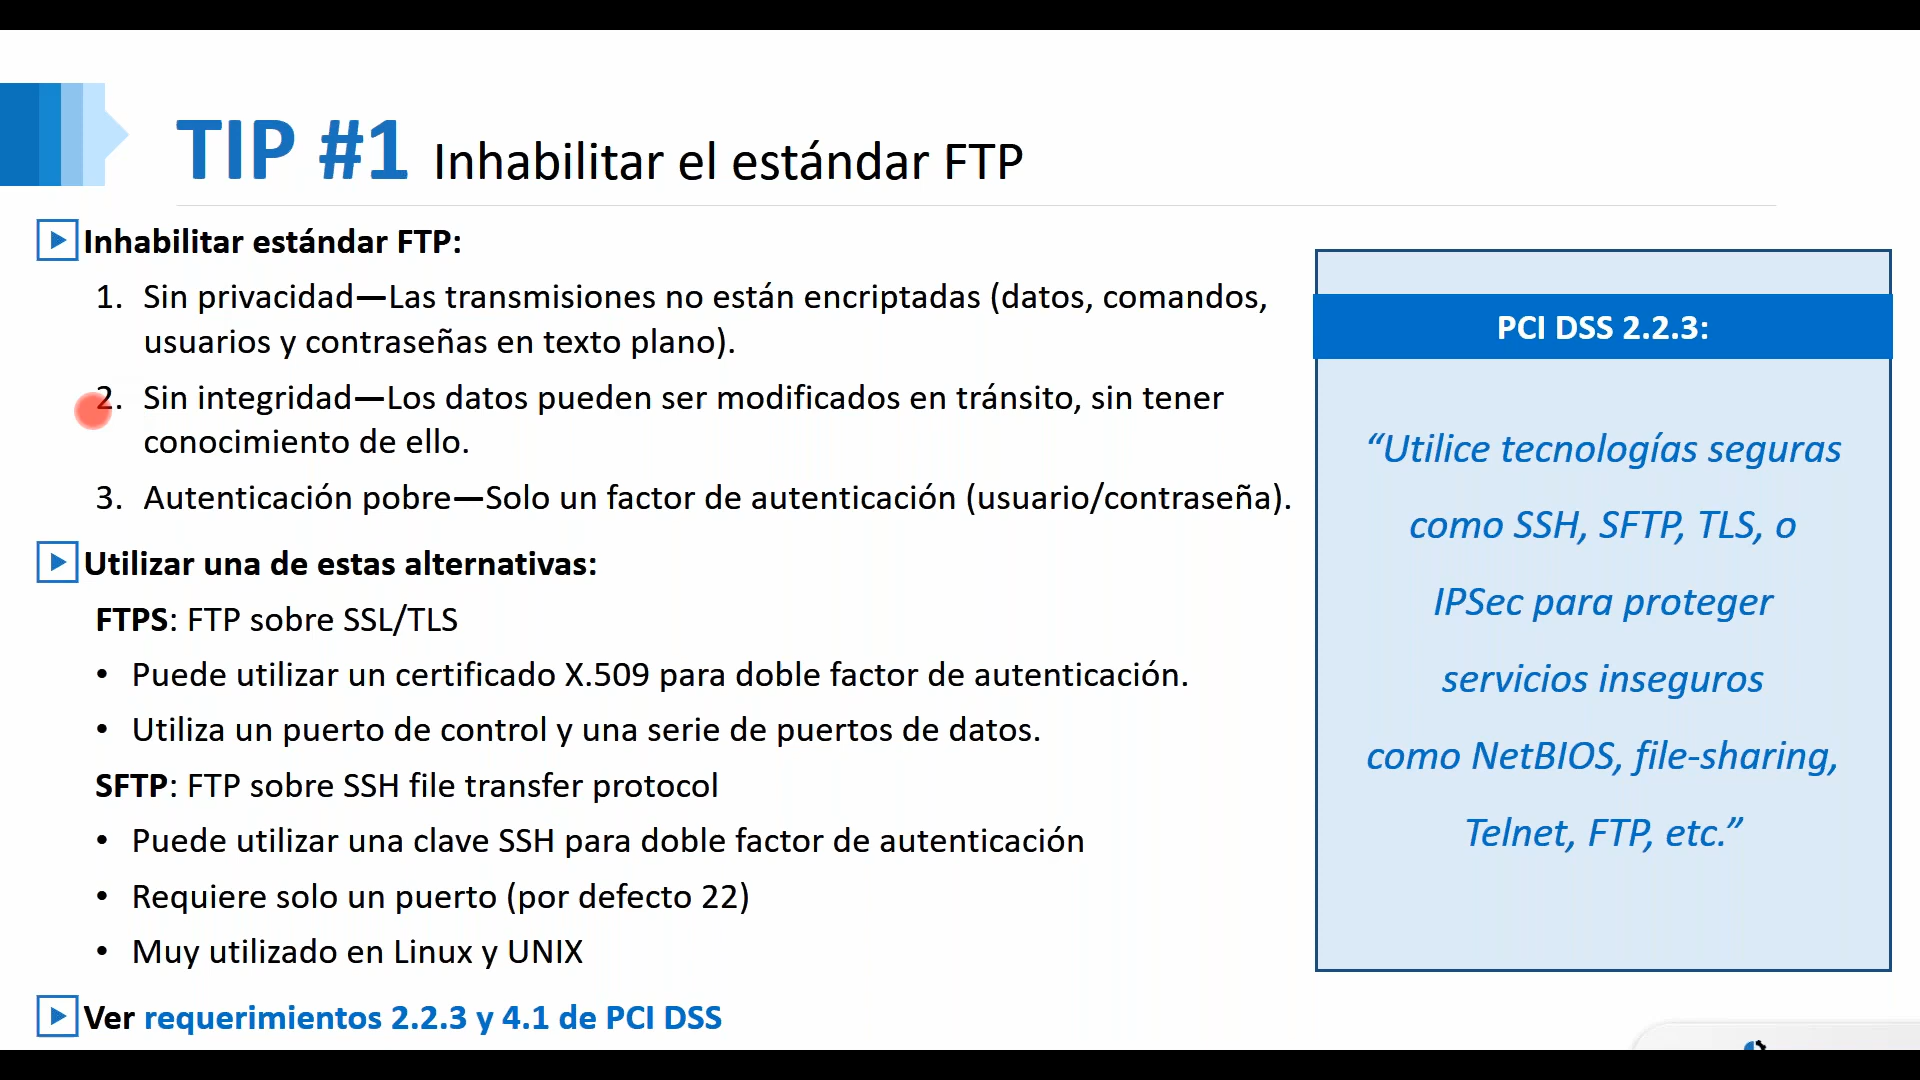 TIP #1 Inhabilitar el estándar FTP
Inhabilitar estándar FTP:
1. Sin privacidad—Las transmisiones no están encriptadas (datos, comandos,
usuarios y contraseñas en texto plano).
2. Sin integridad—Los datos pueden ser modificados en tránsito, sin tener
conocimiento de ello.
3. Autenticación pobre—Solo un factor de autenticación (usuario/contraseña).
Utilizar una de estas alternativas:
FTPS: FTP sobre SSL/TLS
• Puede utilizar un certificado X.509 para doble factor de autenticación.
• Utiliza un puerto de control y una serie de puertos de datos.
SFTP: FTP sobre SSH file transfer protocol
• Puede utilizar una clave SSH para doble factor de autenticación
• Requiere solo un puerto (por defecto 22)
• Muy utilizado en Linux y UNIX
Ver requerimientos 2.2.3 y 4.1 de PCI DSS
PCI DSS 2.2.3:
“Utilice tecnologías seguras
como SSH, SFTP, TLS, o
IPSec para proteger
servicios inseguros
como NetBIOS, file-sharing,
Telnet, FTP, etc.”